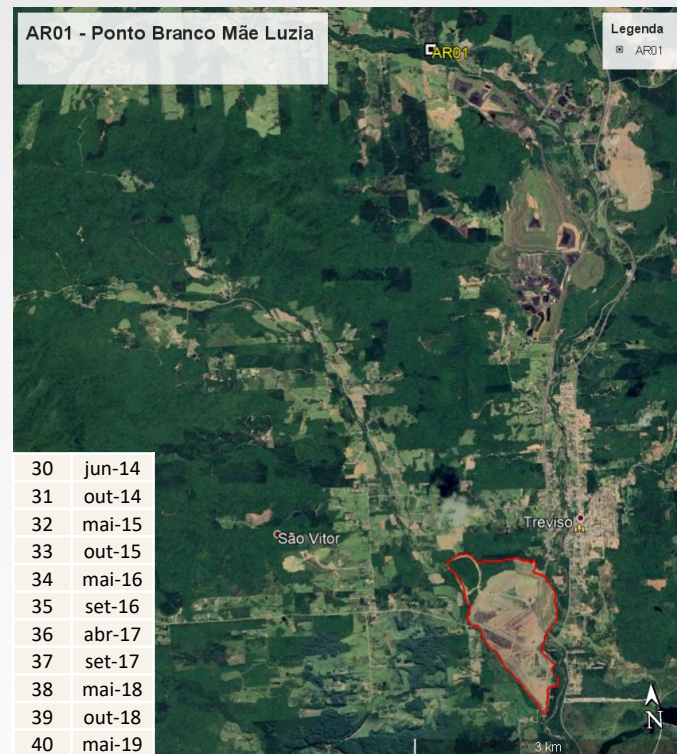 AR01 - Ponto Branco Mãe Luzia
Legenda
AR01
AR01
30 jun-14
31 out-14
32 mai-15
33 out-15
34 mai-16
35 set-16
36 abr-17
37 set-17
38 mai-18
39 out-18
40 mai-19
São Vitor
Treviso
N
3 km